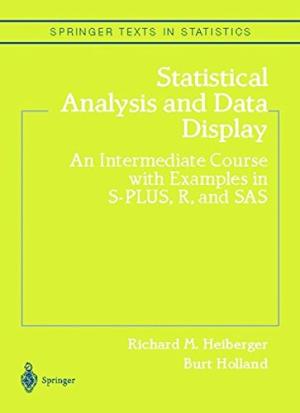 SPRINGER TEXTS IN STATISTICS
Statistical
Analysis and Data
Display
An Intermediate Course
with Examples in
S-PLUS, R, and SAS
Richard M. Heiberger
Burt Holland
Springer